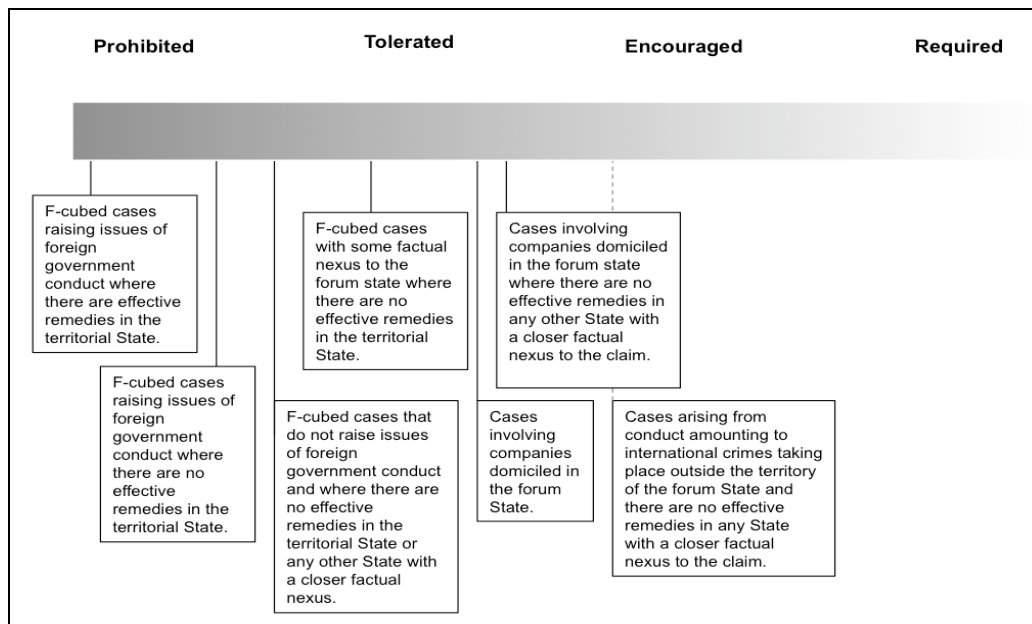 Prohibited
Tolerated
Encouraged
Required
F-cubed cases
raising issues of
foreign
government
conduct where
there are effective
remedies in the
territorial State.
F-cubed cases
raising issues of
foreign
government
conduct where
there are no
effective
remedies in the
territorial State.
F-cubed cases that
do not raise issues
of foreign
government conduct
and where there are
no effective
remedies in the
territorial State or
any other State with
a closer factual
nexus.
F-cubed cases
with some factual
nexus to the
forum state where
there are no
effective remedies
in the territorial
State.
Cases
involving
companies
domiciled in
the forum
State.
Cases involving
companies domiciled
in the forum state
where there are no
effective remedies in
any other State with
a closer factual
nexus to the claim.
Cases arising from
conduct amounting to
international crimes taking
place outside the territory
of the forum State and
there are no effective
remedies in any State
with a closer factual
nexus to the claim.